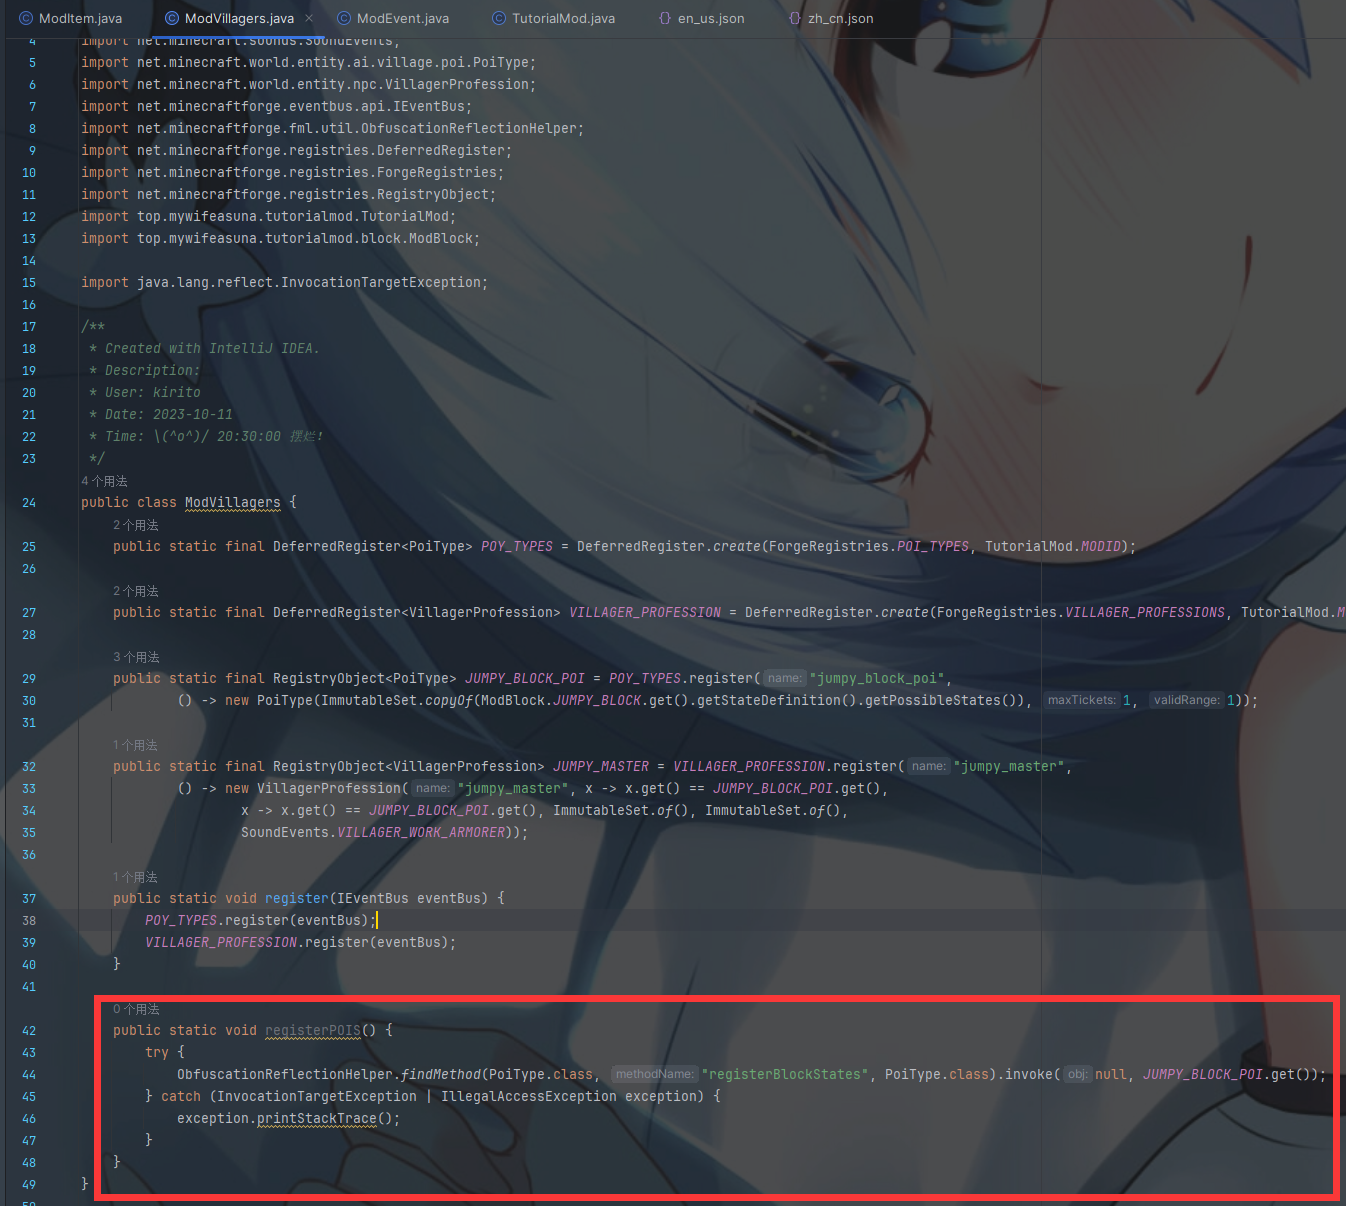 ModItem.java ModVillagers.java × ModEvent.java TutorialMod.java {} en_us.json {} zh_cn.json
4 import net.minecraft.sounds.SoundEvents;
5 import net.minecraft.world.entity.ai.village.poi.PoiType;
6 import net.minecraft.world.entity.npc.VillagerProfession;
7 import net.minecraftforge.eventbus.api.IEventBus;
8 import net.minecraftforge.fml.util.ObfuscationReflectionHelper;
9 import net.minecraftforge.registries.DeferredRegister;
10 import net.minecraftforge.registries.ForgeRegistries;
11 import net.minecraftforge.registries.RegistryObject;
12 import top.mywifeasuna.tutorialmod.TutorialMod;
13 import top.mywifeasuna.tutorialmod.block.ModBlock;
14
15 import java.lang.reflect.InvocationTargetException;
16
17 /**
18 * Created with IntelliJ IDEA.
19 * Description:
20 * User: kirito
21 * Date: 2023-10-11
22 * Time: \(^o^)/ 20:30:00 摆烂!
23 */
4 个用法
24 public class ModVillagers {
2 个用法
25 public static final DeferredRegister<PoiType> POY_TYPES = DeferredRegister.create(ForgeRegistries.POI_TYPES, TutorialMod.MODID);
26
2 个用法
27 public static final DeferredRegister<VillagerProfession> VILLAGER_PROFESSION = DeferredRegister.create(ForgeRegistries.VILLAGER_PROFESSIONS, TutorialMod.M
28
3 个用法
29 public static final RegistryObject<PoiType> JUMPY_BLOCK_POI = POY_TYPES.register( name: "jumpy_block_poi",
30 () -> new PoiType(ImmutableSet.copyOf(ModBlock.JUMPY_BLOCK.get().getStateDefinition().getPossibleStates()), maxTickets: 1, validRange: 1));
31
1 个用法
32 public static final RegistryObject<VillagerProfession> JUMPY_MASTER = VILLAGER_PROFESSION.register( name: "jumpy_master",
33 () -> new VillagerProfession( name: "jumpy_master", x -> x.get() == JUMPY_BLOCK_POI.get(),
34 x -> x.get() == JUMPY_BLOCK_POI.get(), ImmutableSet.of(), ImmutableSet.of(),
35 SoundEvents.VILLAGER_WORK_ARMORER));
36
1 个用法
37 public static void register(IEventBus eventBus) {
38 POY_TYPES.register(eventBus);
39 VILLAGER_PROFESSION.register(eventBus);
40 }
41
0 个用法
42 public static void registerPOIS() {
43 try {
44 ObfuscationReflectionHelper.findMethod(PoiType.class, methodName: "registerBlockStates", PoiType.class).invoke( obj: null, JUMPY_BLOCK_POI.get());
45 } catch (InvocationTargetException | IllegalAccessException exception) {
46 exception.printStackTrace();
47 }
48 }
49 }
50